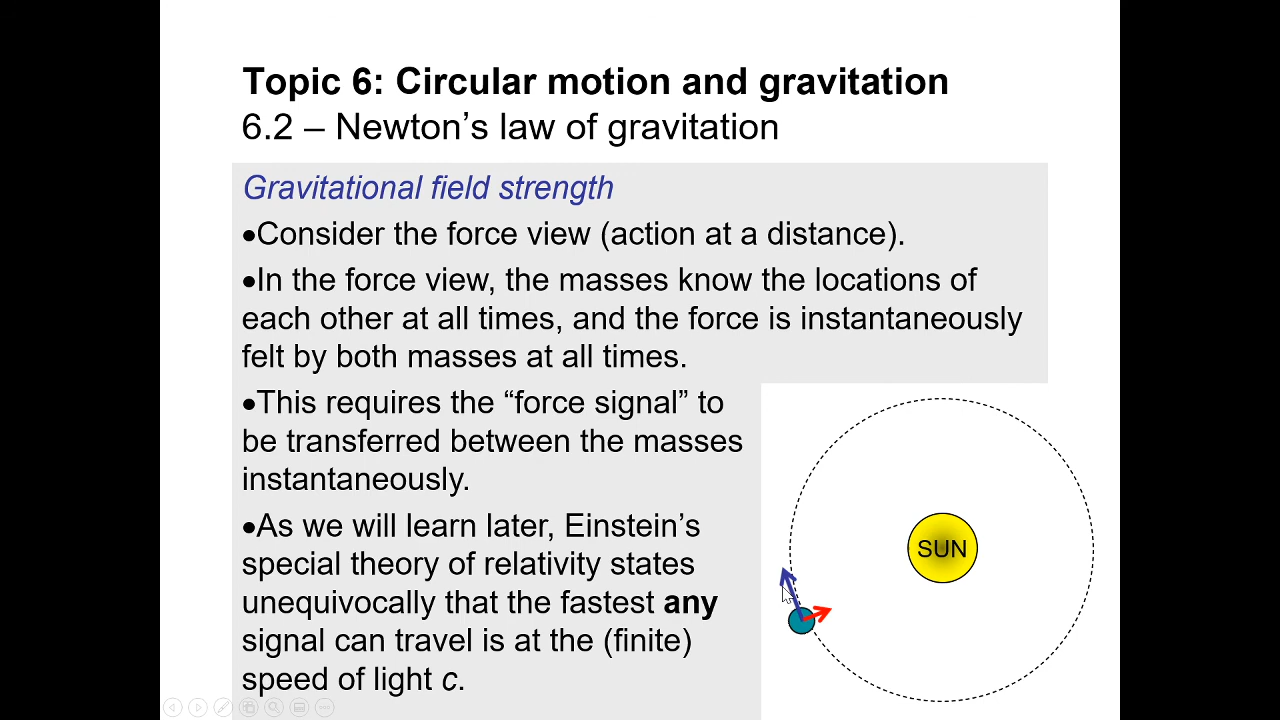 Topic 6: Circular motion and gravitation
6.2 – Newton’s law of gravitation
Gravitational field strength
•Consider the force view (action at a distance).
•In the force view, the masses know the locations of
each other at all times, and the force is instantaneously
felt by both masses at all times.
•This requires the “force signal” to
be transferred between the masses
instantaneously.
•As we will learn later, Einstein’s
special theory of relativity states
unequivocally that the fastest any
signal can travel is at the (finite)
speed of light c.
SUN